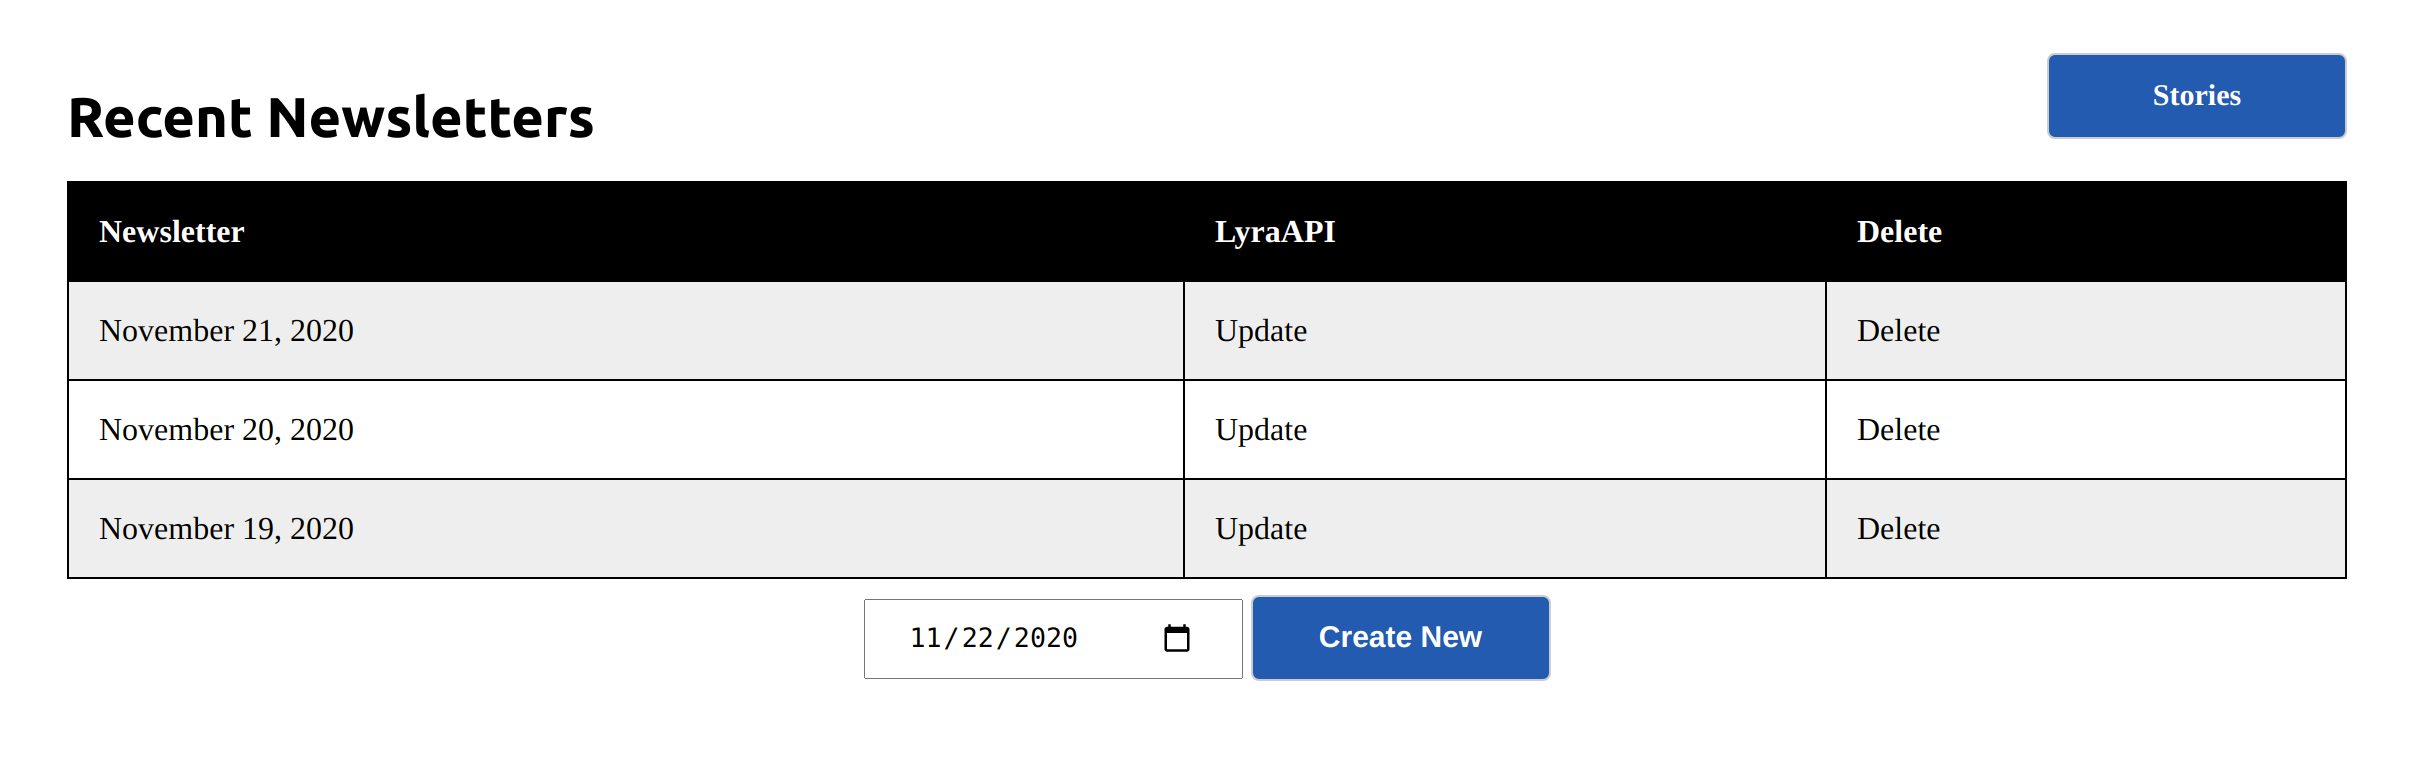 Stories
Recent Newsletters
Newsletter LyraAPI Delete
November 21, 2020 Update Delete
November 20, 2020 Update Delete
November 19, 2020 Update Delete
11/22/2020 Create New